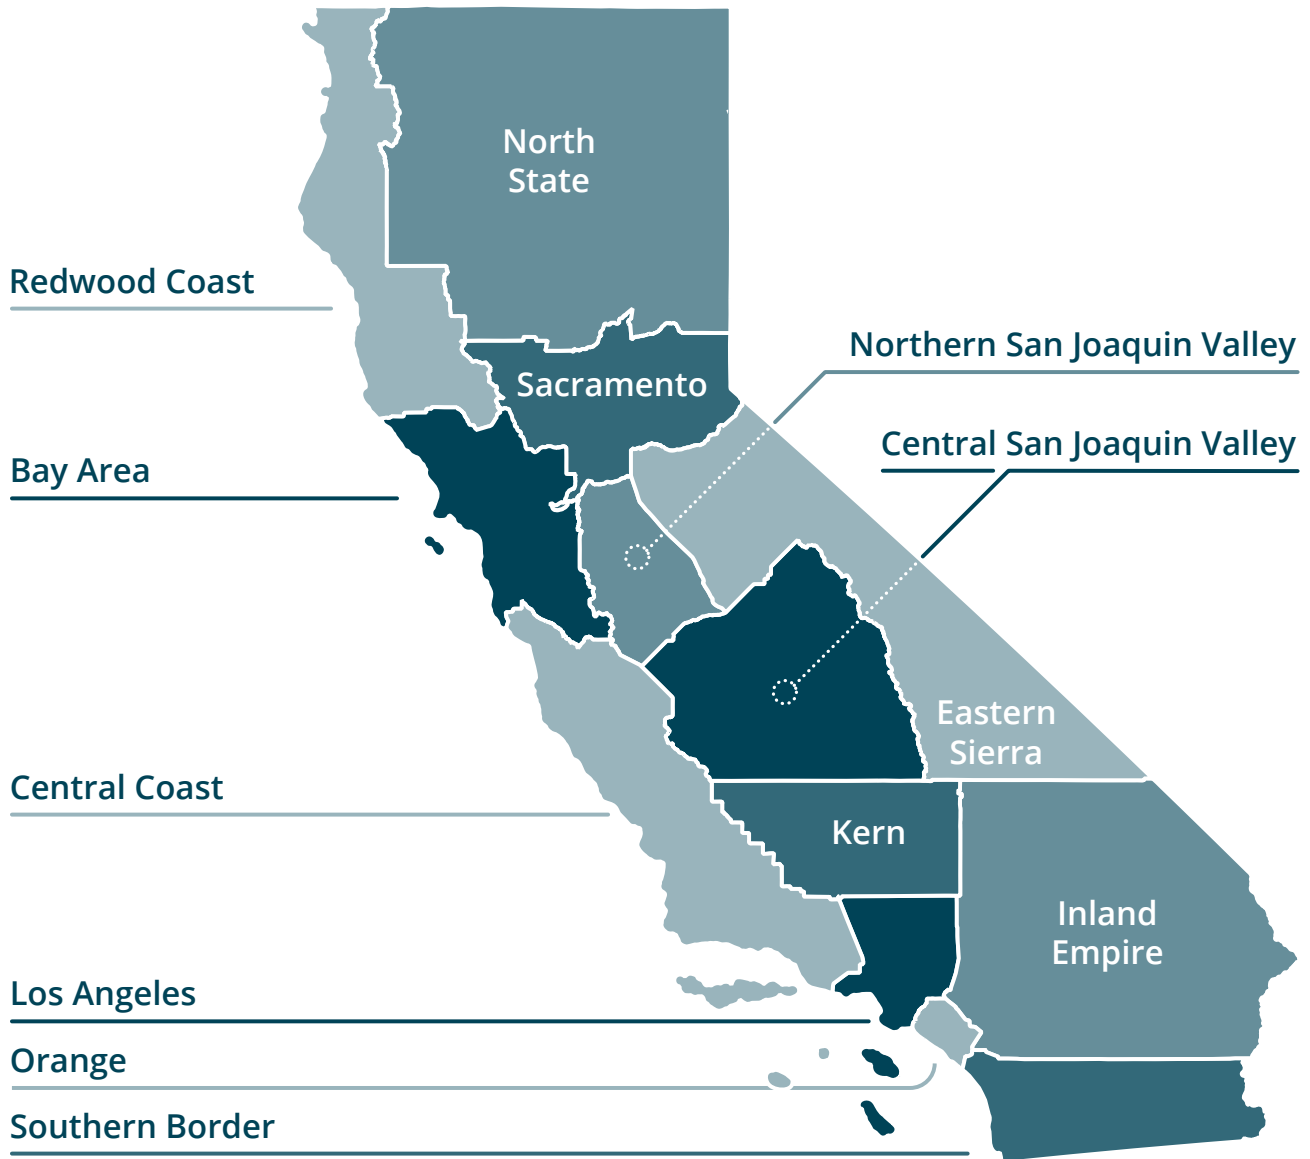 North
State
Redwood Coast
Northern San Joaquin Valley
Sacramento
Central San Joaquin Valley
Bay Area
Eastern
Sierra
Central Coast
Kern
Inland
Empire
Los Angeles
Orange
Southern Border